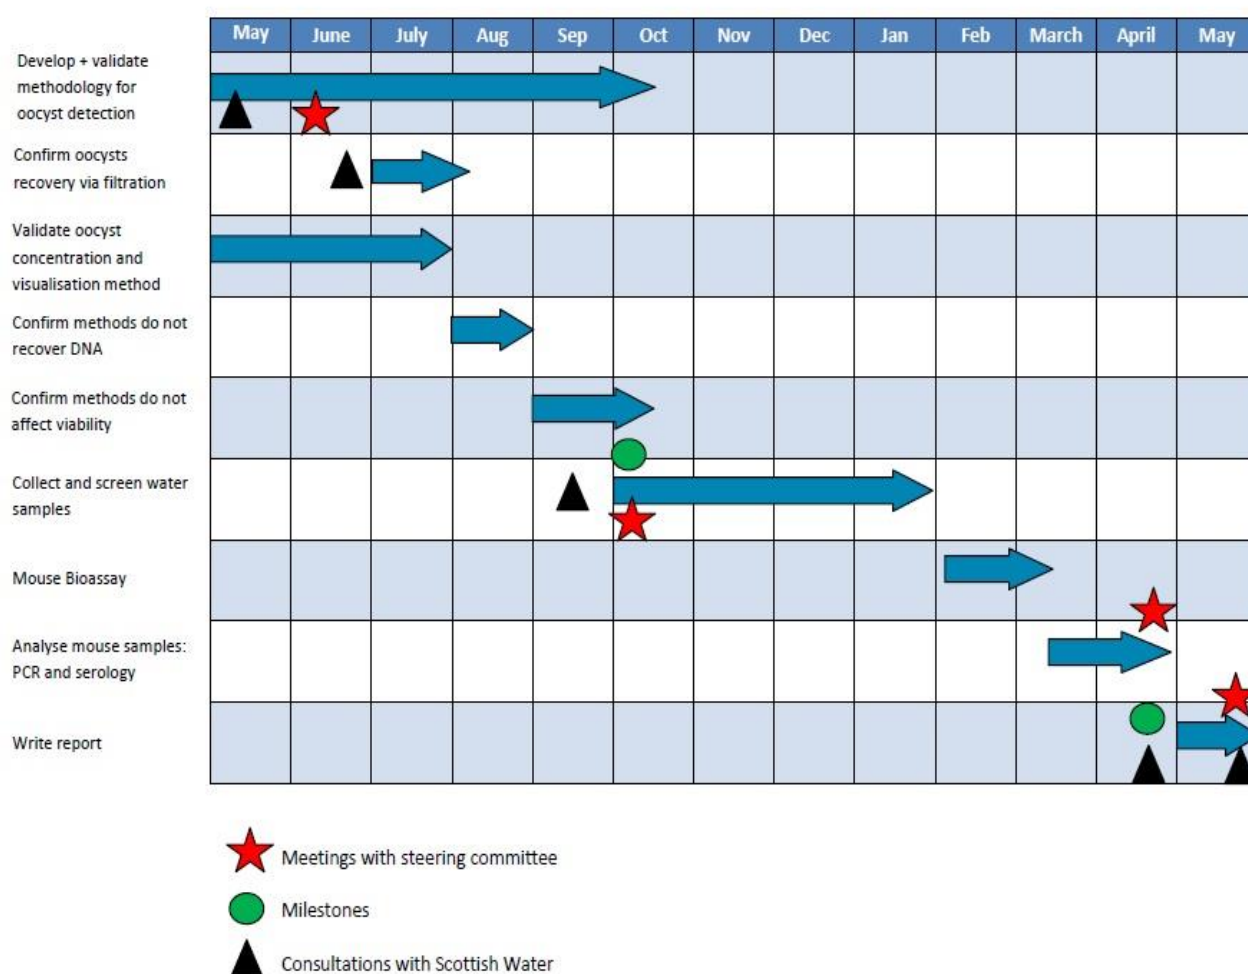 May June July Aug Sep Oct Nov Dec Jan Feb March April May
Develop + validate
methodology for
oocyst detection
Confirm oocysts
recovery via filtration
Validate oocyst
concentration and
visualisation method
Confirm methods do not
recover DNA
Confirm methods do not
affect viability
Collect and screen water
samples
Mouse Bioassay
Analyse mouse samples:
PCR and serology
Write report
Meetings with steering committee
Milestones
Consultations with Scottish Water